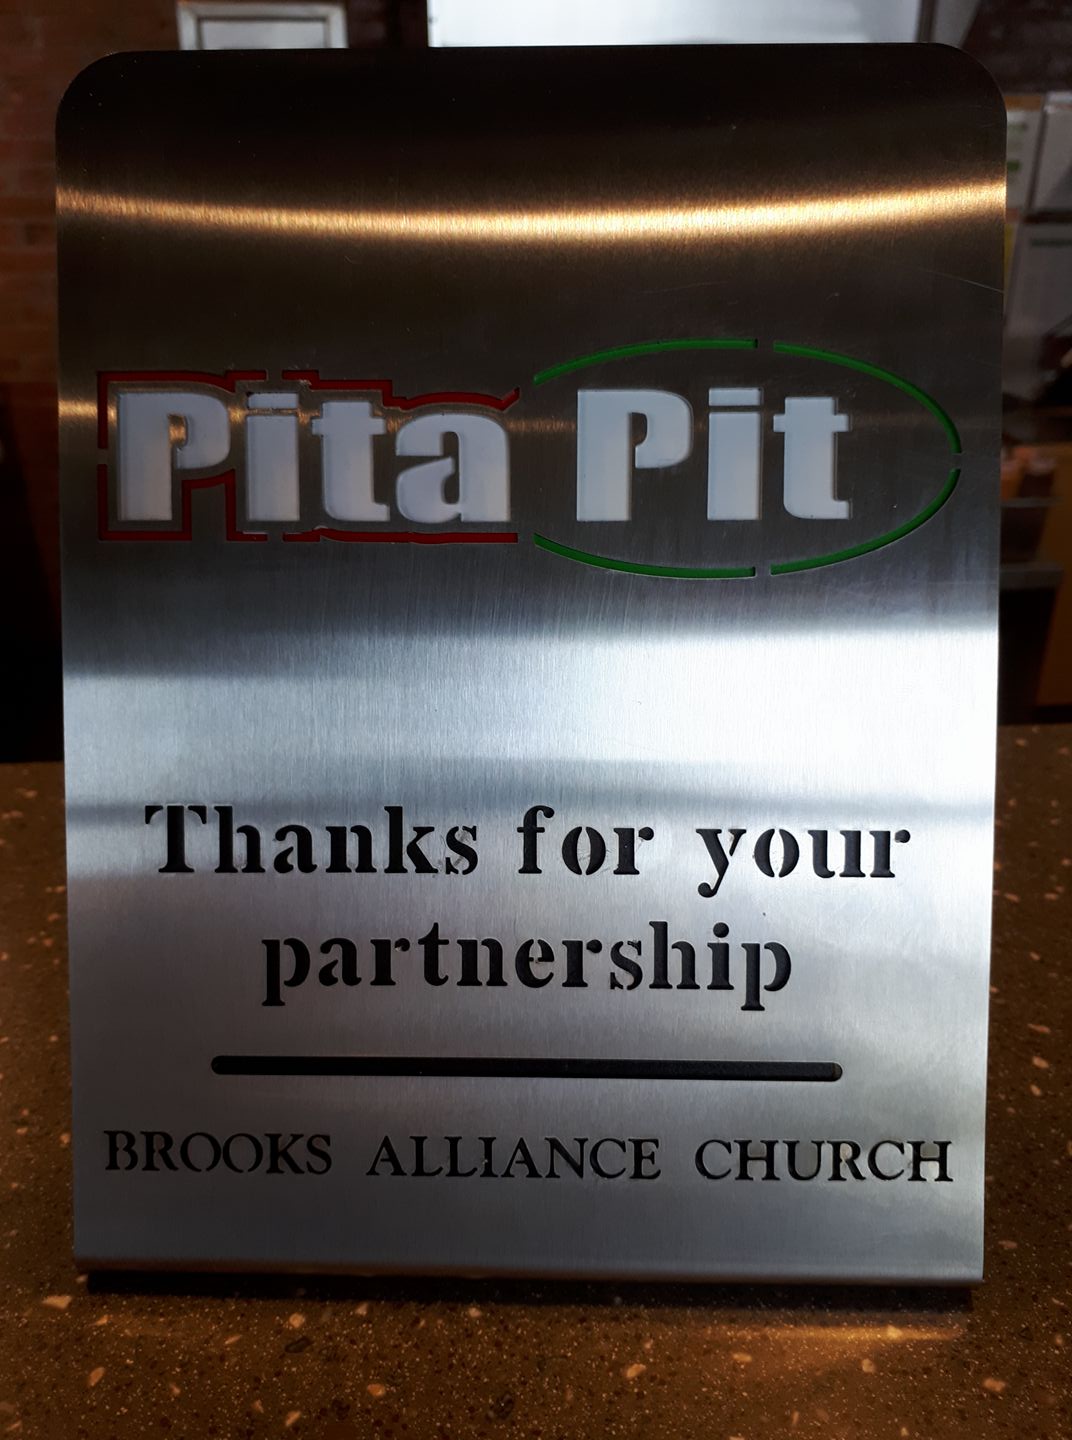 Pita Pit
Thanks for your
partnership
BROOKS ALLIANCE CHURCH